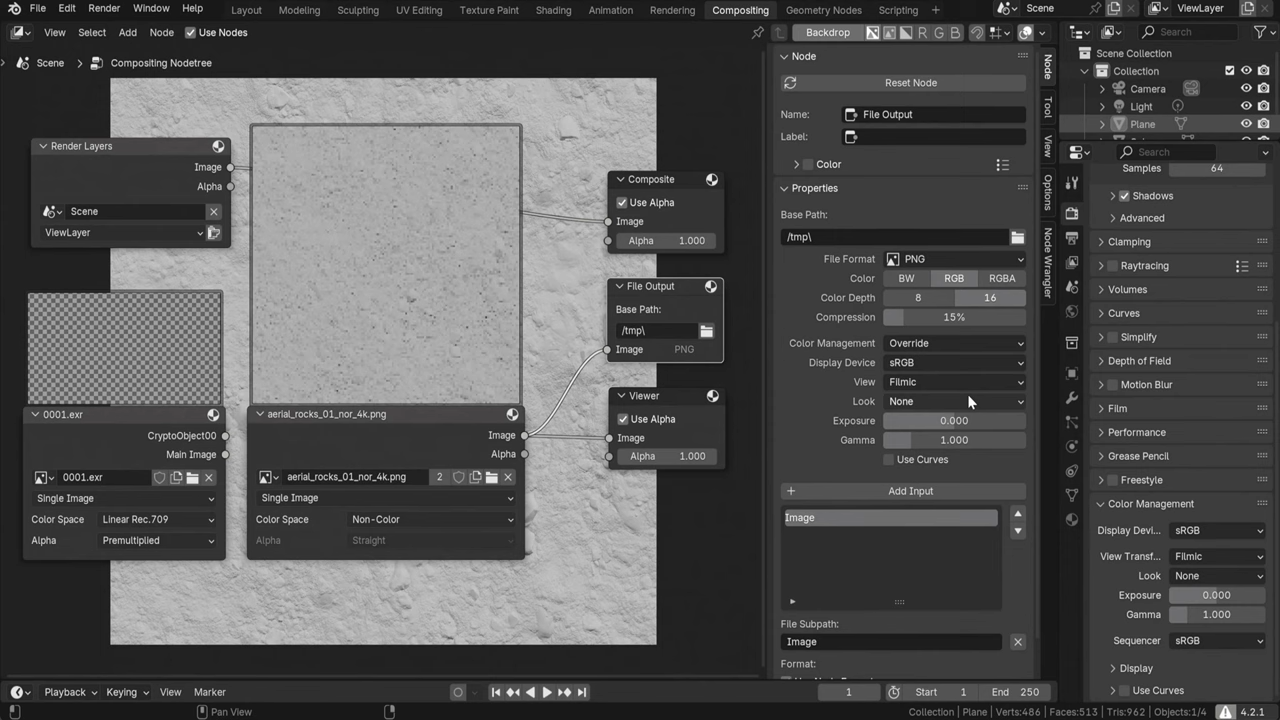 File Edit Render Window Help Layout Modeling Sculpting UV Editing Texture Paint Shading Animation Rendering Compositing Geometry Nodes Scripting Scene ViewLayer
View Select Add Node Use Nodes Backdrop R G B Search
Scene Compositing Nodetree
Node
Reset Node
Name: File Output
Label:
Color
Properties
Base Path:
/tmp\
File Format PNG
Color BW RGB RGBA
Color Depth 8 16
Compression 15%
Color Management Override
Display Device sRGB
View Filmic
Look None
Exposure 0.000
Gamma 1.000
Use Curves
Add Input
Image
File Subpath:
Image
Format:
Node
Tool
View
Options
Node Wrangler
Render Layers
Image
Alpha
Scene
ViewLayer
0001.exr
CryptoObject00
Main Image
0001.exr
Single Image
Color Space Linear Rec.709
Alpha Premultiplied
aerial_rocks_01_nor_4k.png
Image
Alpha
aerial_rocks_01_nor_4k.png 2
Single Image
Color Space Non-Color
Alpha Straight
Composite
Use Alpha
Image
Alpha 1.000
File Output
Base Path:
/tmp\
Image PNG
Viewer
Use Alpha
Image
Alpha 1.000
Scene Collection
Collection
Camera
Light
Plane
Search
Samples 64
Shadows
Advanced
Clamping
Raytracing
Volumes
Curves
Simplify
Depth of Field
Motion Blur
Film
Performance
Grease Pencil
Freestyle
Color Management
Display Devi... sRGB
View Transf... Filmic
Look None
Exposure 0.000
Gamma 1.000
Sequencer sRGB
Display
Use Curves
Playback Keying View Marker 1 Start 1 End 250
Pan View Collection | Plane | Verts:486 | Faces:513 | Tris:962 | Objects:1/4 4.2.1